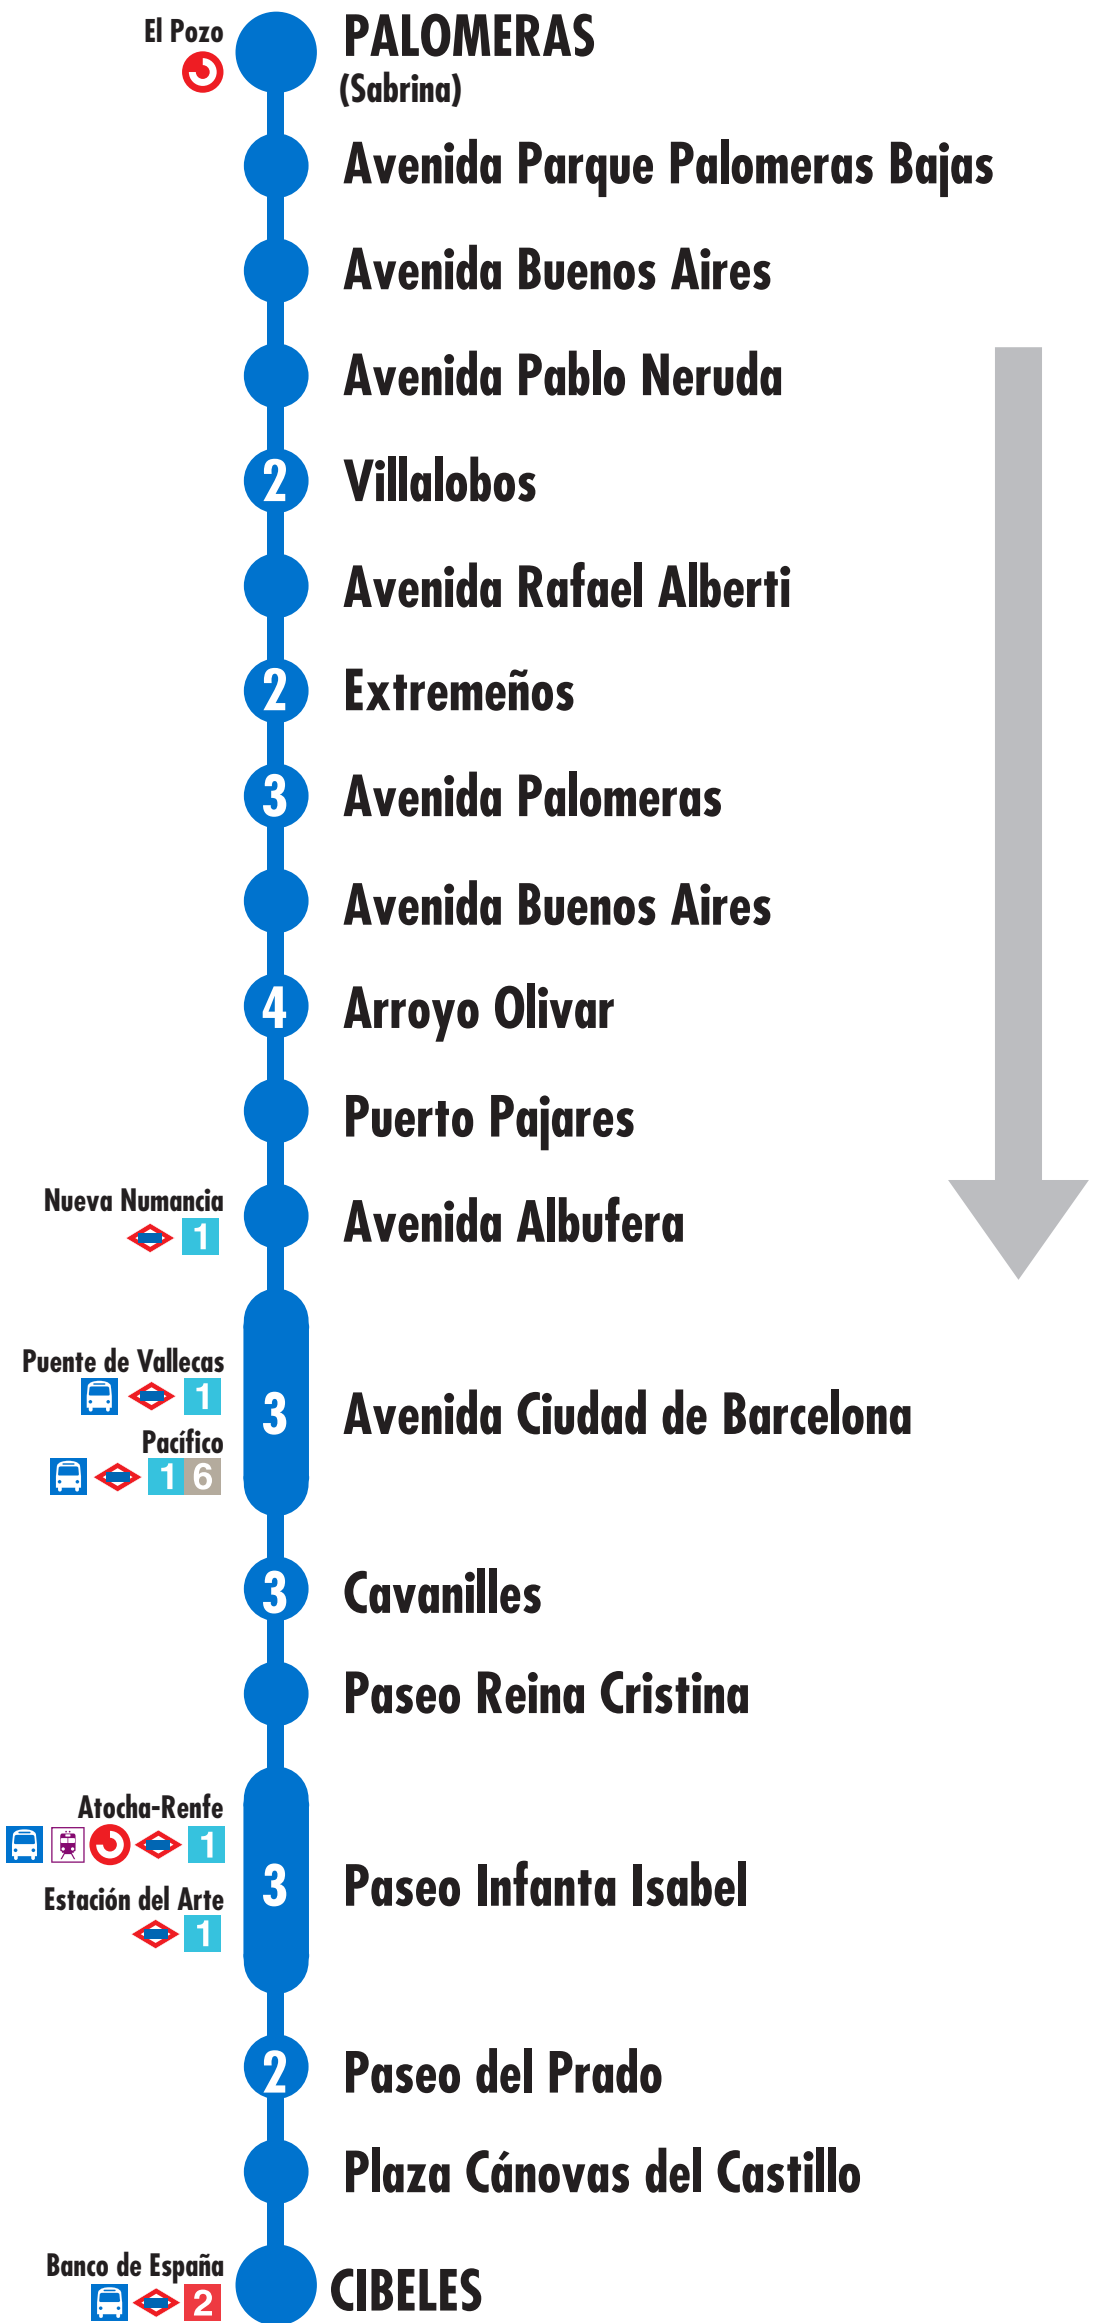 El Pozo
PALOMERAS
(Sabrina)
Avenida Parque Palomeras Bajas
Avenida Buenos Aires
Avenida Pablo Neruda
2 Villalobos
Avenida Rafael Alberti
2 Extremeños
3 Avenida Palomeras
Avenida Buenos Aires
4 Arroyo Olivar
Puerto Pajares
Nueva Numancia
1
Avenida Albufera
Puente de Vallecas
1
Pacífico
1 6
3 Avenida Ciudad de Barcelona
3 Cavanilles
Paseo Reina Cristina
Atocha-Renfe
1
Estación del Arte
1
3 Paseo Infanta Isabel
2 Paseo del Prado
Plaza Cánovas del Castillo
Banco de España
2
CIBELES